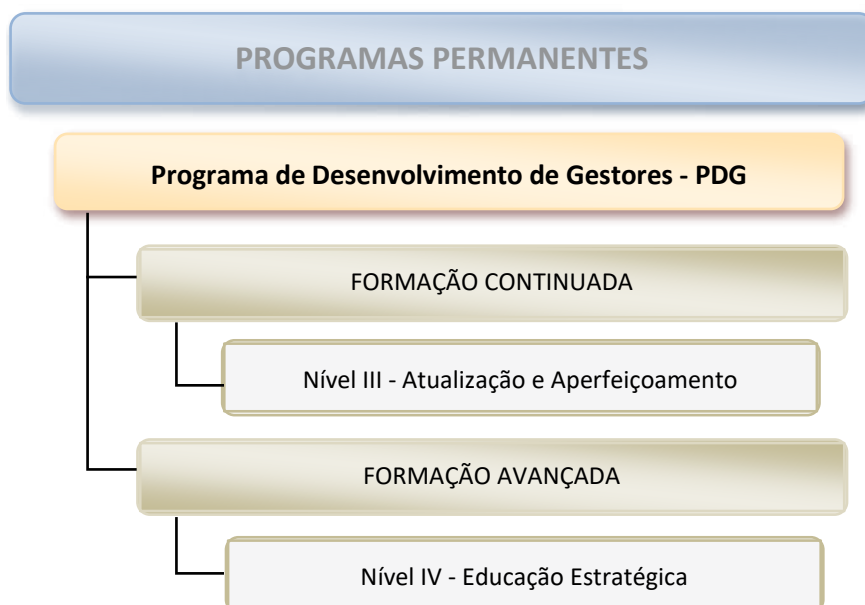 PROGRAMAS PERMANENTES
Programa de Desenvolvimento de Gestores - PDG
FORMAÇÃO CONTINUADA
Nível III - Atualização e Aperfeiçoamento
FORMAÇÃO AVANÇADA
Nível IV - Educação Estratégica